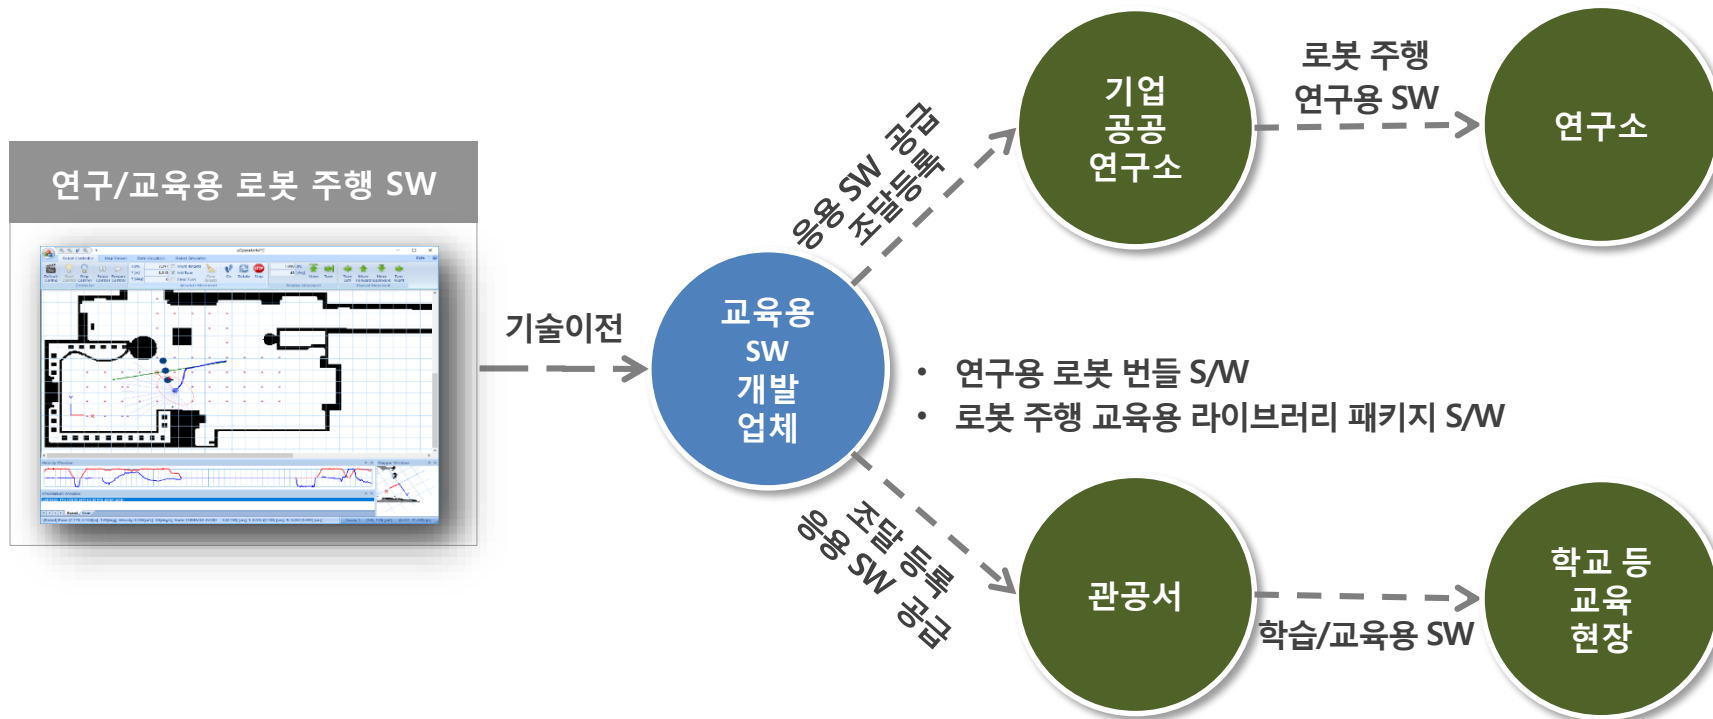 연구/교육용 로봇 주행 SW
기술이전
교육용
SW
개발
업체
응용 SW 공급
조달등록
기업
공공
연구소
로봇 주행
연구용 SW
연구소
• 연구용 로봇 번들 S/W
• 로봇 주행 교육용 라이브러리 패키지 S/W
조달 등록
응용 SW 공급
관공서
학습/교육용 SW
학교 등
교육
현장